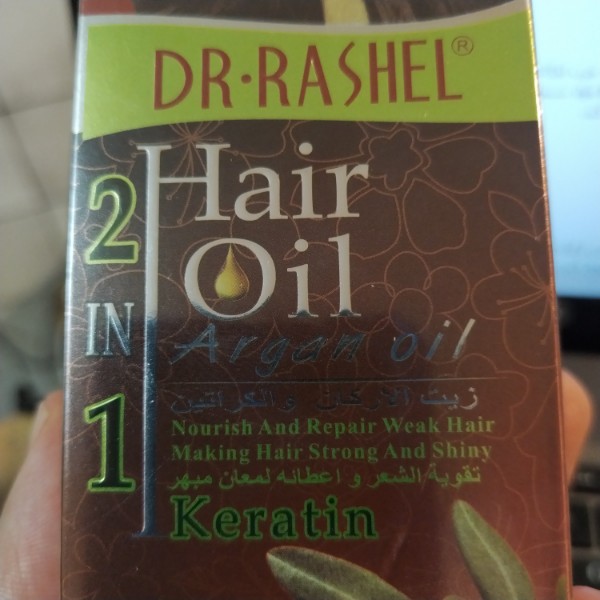 DR·RASHEL®
2 IN 1
Hair
Oil
Argan oil
زيت الاركان والكراتين
Nourish And Repair Weak Hair
Making Hair Strong And Shiny
تقوية الشعر و اعطائه لمعان مبهر
Keratin